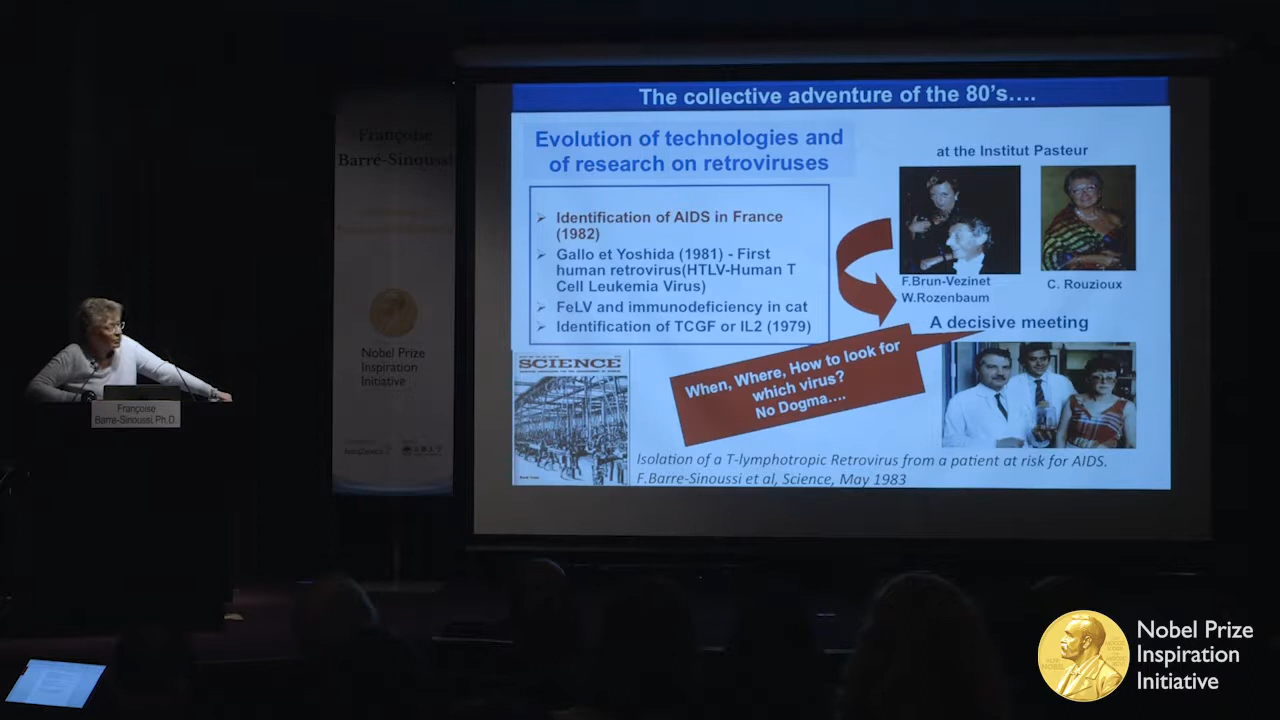 Françoise
Barré-Sinoussi
Nobel Prize
Inspiration
Initiative
AstraZeneca
Françoise
Barre-Sinoussi, Ph.D.
The collective adventure of the 80's....
Evolution of technologies and
of research on retroviruses
Identification of AIDS in France
(1982)
Gallo et Yoshida (1981) - First
human retrovirus(HTLV-Human T
Cell Leukemia Virus)
FeLV and immunodeficiency in cat
Identification of TCGF or IL2 (1979)
at the Institut Pasteur
F.Brun-Vezinet
W.Rozenbaum
C. Rouzioux
A decisive meeting
When, Where, How to look for
which virus?
No Dogma....
SCIENCE
Isolation of a T-lymphotropic Retrovirus from a patient at risk for AIDS.
F.Barre-Sinoussi et al, Science, May 1983
Nobel Prize
Inspiration
Initiative